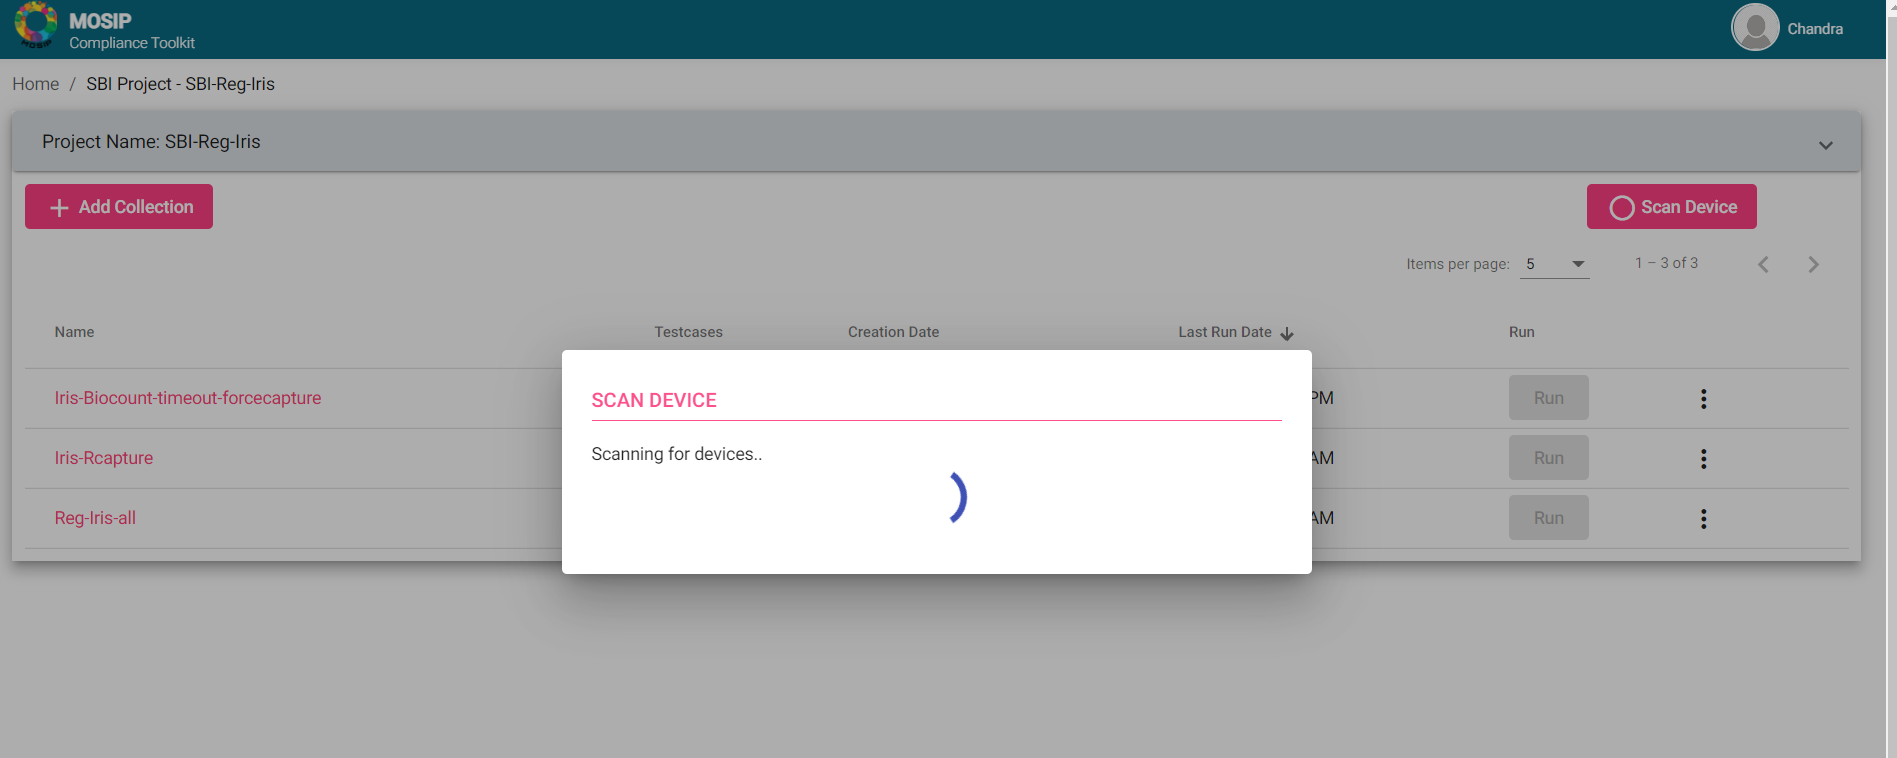 MOSIP
Compliance Toolkit
Chandra
Home / SBI Project - SBI-Reg-Iris
Project Name: SBI-Reg-Iris
Add Collection
Scan Device
Items per page: 5 1 – 3 of 3
Name Testcases Creation Date Last Run Date Run
Iris-Biocount-timeout-forcecapture PM Run
Iris-Rcapture AM Run
Reg-Iris-all AM Run
SCAN DEVICE
Scanning for devices..